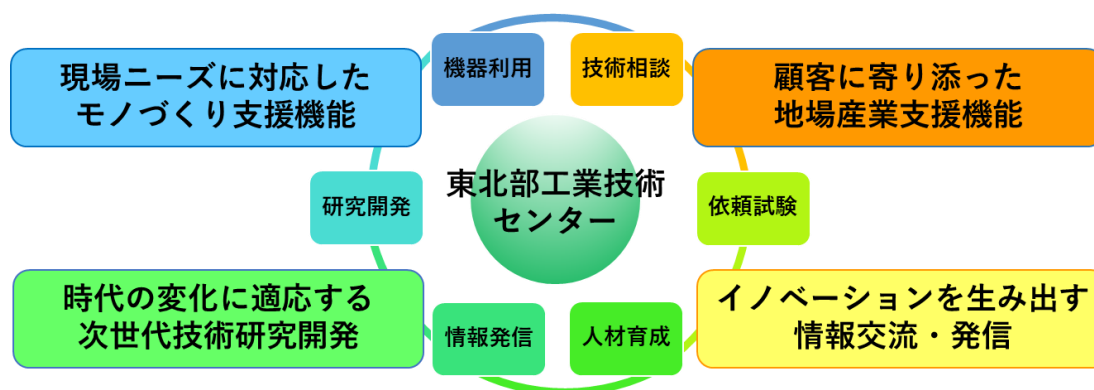 機器利用
技術相談
現場ニーズに対応した
モノづくり支援機能
顧客に寄り添った
地場産業支援機能
東北部工業技術
センター
研究開発
依頼試験
時代の変化に適応する
次世代技術研究開発
イノベーションを生み出す
情報交流・発信
情報発信
人材育成